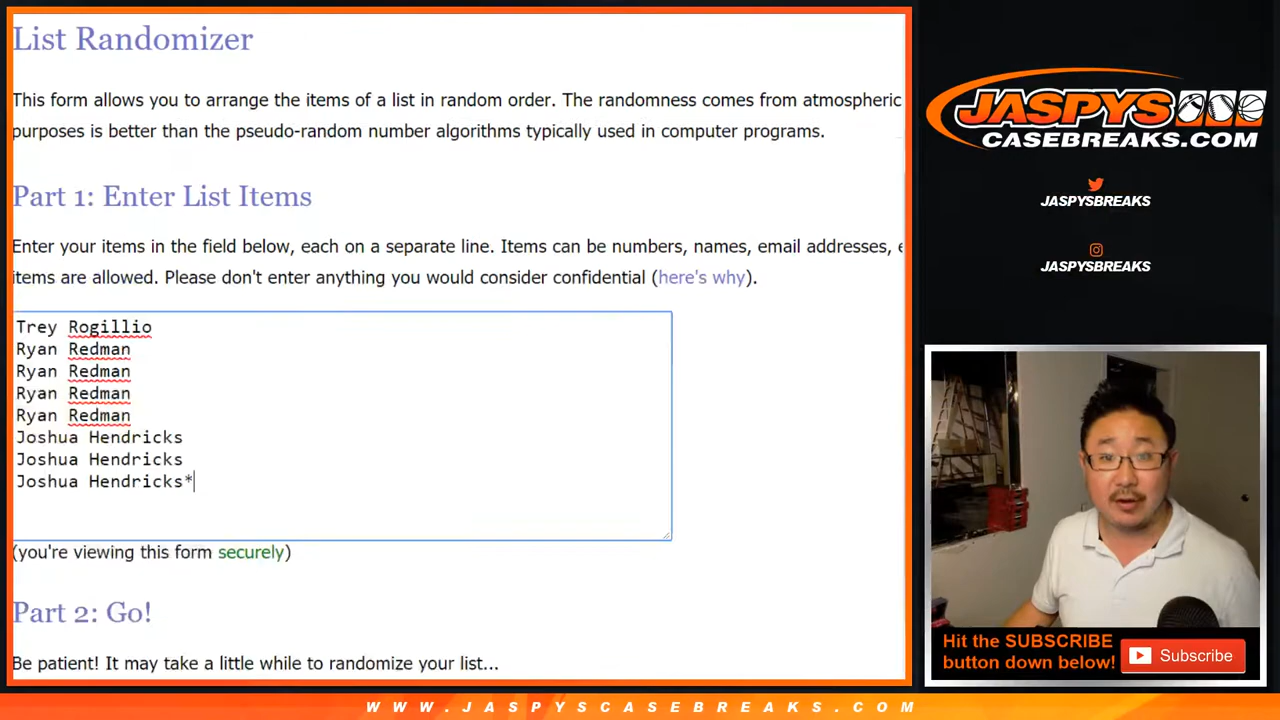 List Randomizer
This form allows you to arrange the items of a list in random order. The randomness comes from atmospheric
purposes is better than the pseudo-random number algorithms typically used in computer programs.
Part 1: Enter List Items
Enter your items in the field below, each on a separate line. Items can be numbers, names, email addresses,
items are allowed. Please don't enter anything you would consider confidential (here's why).
Trey Rogillio
Ryan Redman
Ryan Redman
Ryan Redman
Ryan Redman
Joshua Hendricks
Joshua Hendricks
Joshua Hendricks*
(you're viewing this form securely)
Part 2: Go!
Be patient! It may take a little while to randomize your list...
JASPYS
CASEBREAKS.COM
JASPYSBREAKS
JASPYSBREAKS
Hit the SUBSCRIBE
button down below!
Subscribe
WWW.JASPYSCASEBREAKS.COM